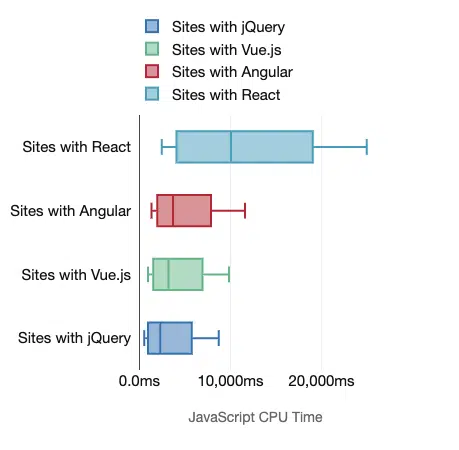 Sites with jQuery
Sites with Vue.js
Sites with Angular
Sites with React
Sites with React
Sites with Angular
Sites with Vue.js
Sites with jQuery
0.0ms 10,000ms 20,000ms
JavaScript CPU Time